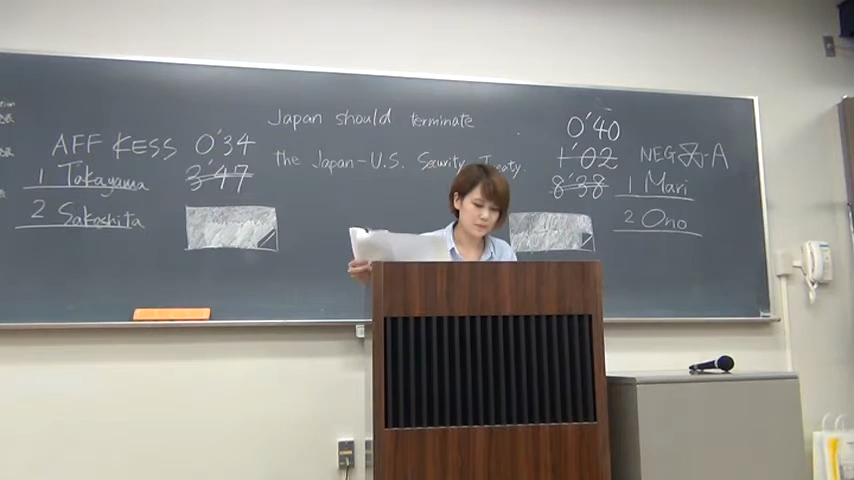 AFF KESS 0'34
3'47
1 Takayama
2 Sakashita
Japan should terminate
the Japan-U.S. Security Treaty.
0'40
1'02
8'38
NEG 又-A
1 Mari
2 Ono